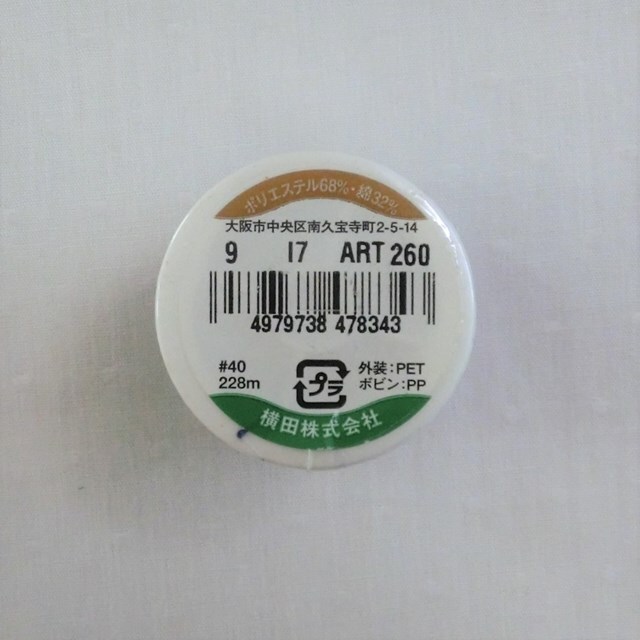 ポリエステル68%・綿32%
大阪市中央区南久宝寺町2-5-14
9 17 ART 260
4979738 478343
#40
228m
プラ
外装:PET
ボビン:PP
横田株式会社